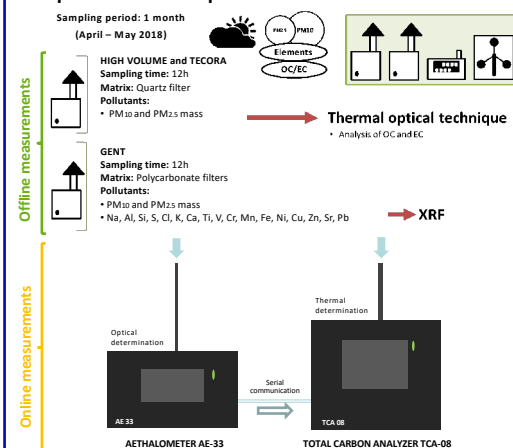 Sampling period: 1 month
(April – May 2018)
PM2.5
PM10
Elements
OC/EC
Offline measurements
HIGH VOLUME and TECORA
Sampling time: 12h
Matrix: Quartz filter
Pollutants:
• PM10 and PM2.5 mass
Thermal optical technique
• Analysis of OC and EC
GENT
Sampling time: 12h
Matrix: Polycarbonate filters
Pollutants:
• PM10 and PM2.5 mass
• Na, Al, Si, S, Cl, K, Ca, Ti, V, Cr, Mn, Fe, Ni, Cu, Zn, Sr, Pb
XRF
Online measurements
Optical
determination
Thermal
determination
Serial
communication
AE 33
TCA 08
AETHALOMETER AE-33
TOTAL CARBON ANALYZER TCA-08